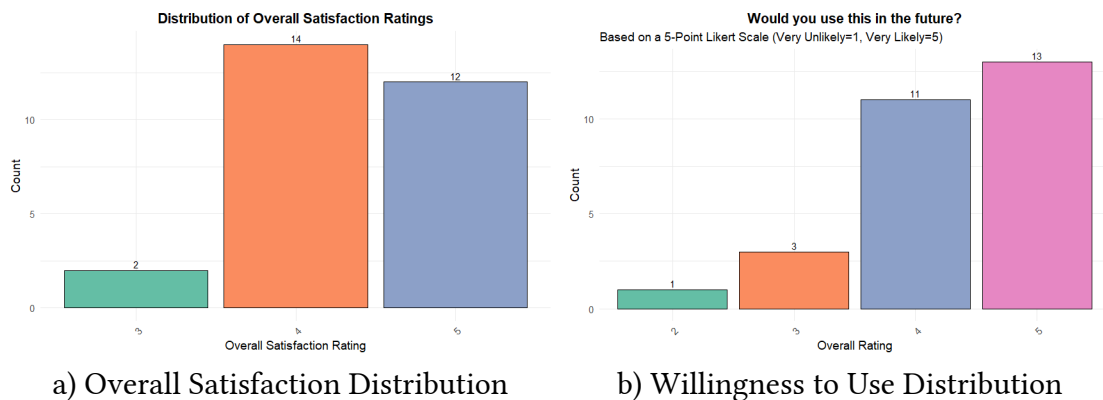 Distribution of Overall Satisfaction Ratings
14
12
2
10
5
0
Count
3
4
5
Overall Satisfaction Rating
a) Overall Satisfaction Distribution
Would you use this in the future?
Based on a 5-Point Likert Scale (Very Unlikely=1, Very Likely=5)
13
11
3
1
10
5
0
Count
2
3
4
5
Overall Rating
b) Willingness to Use Distribution